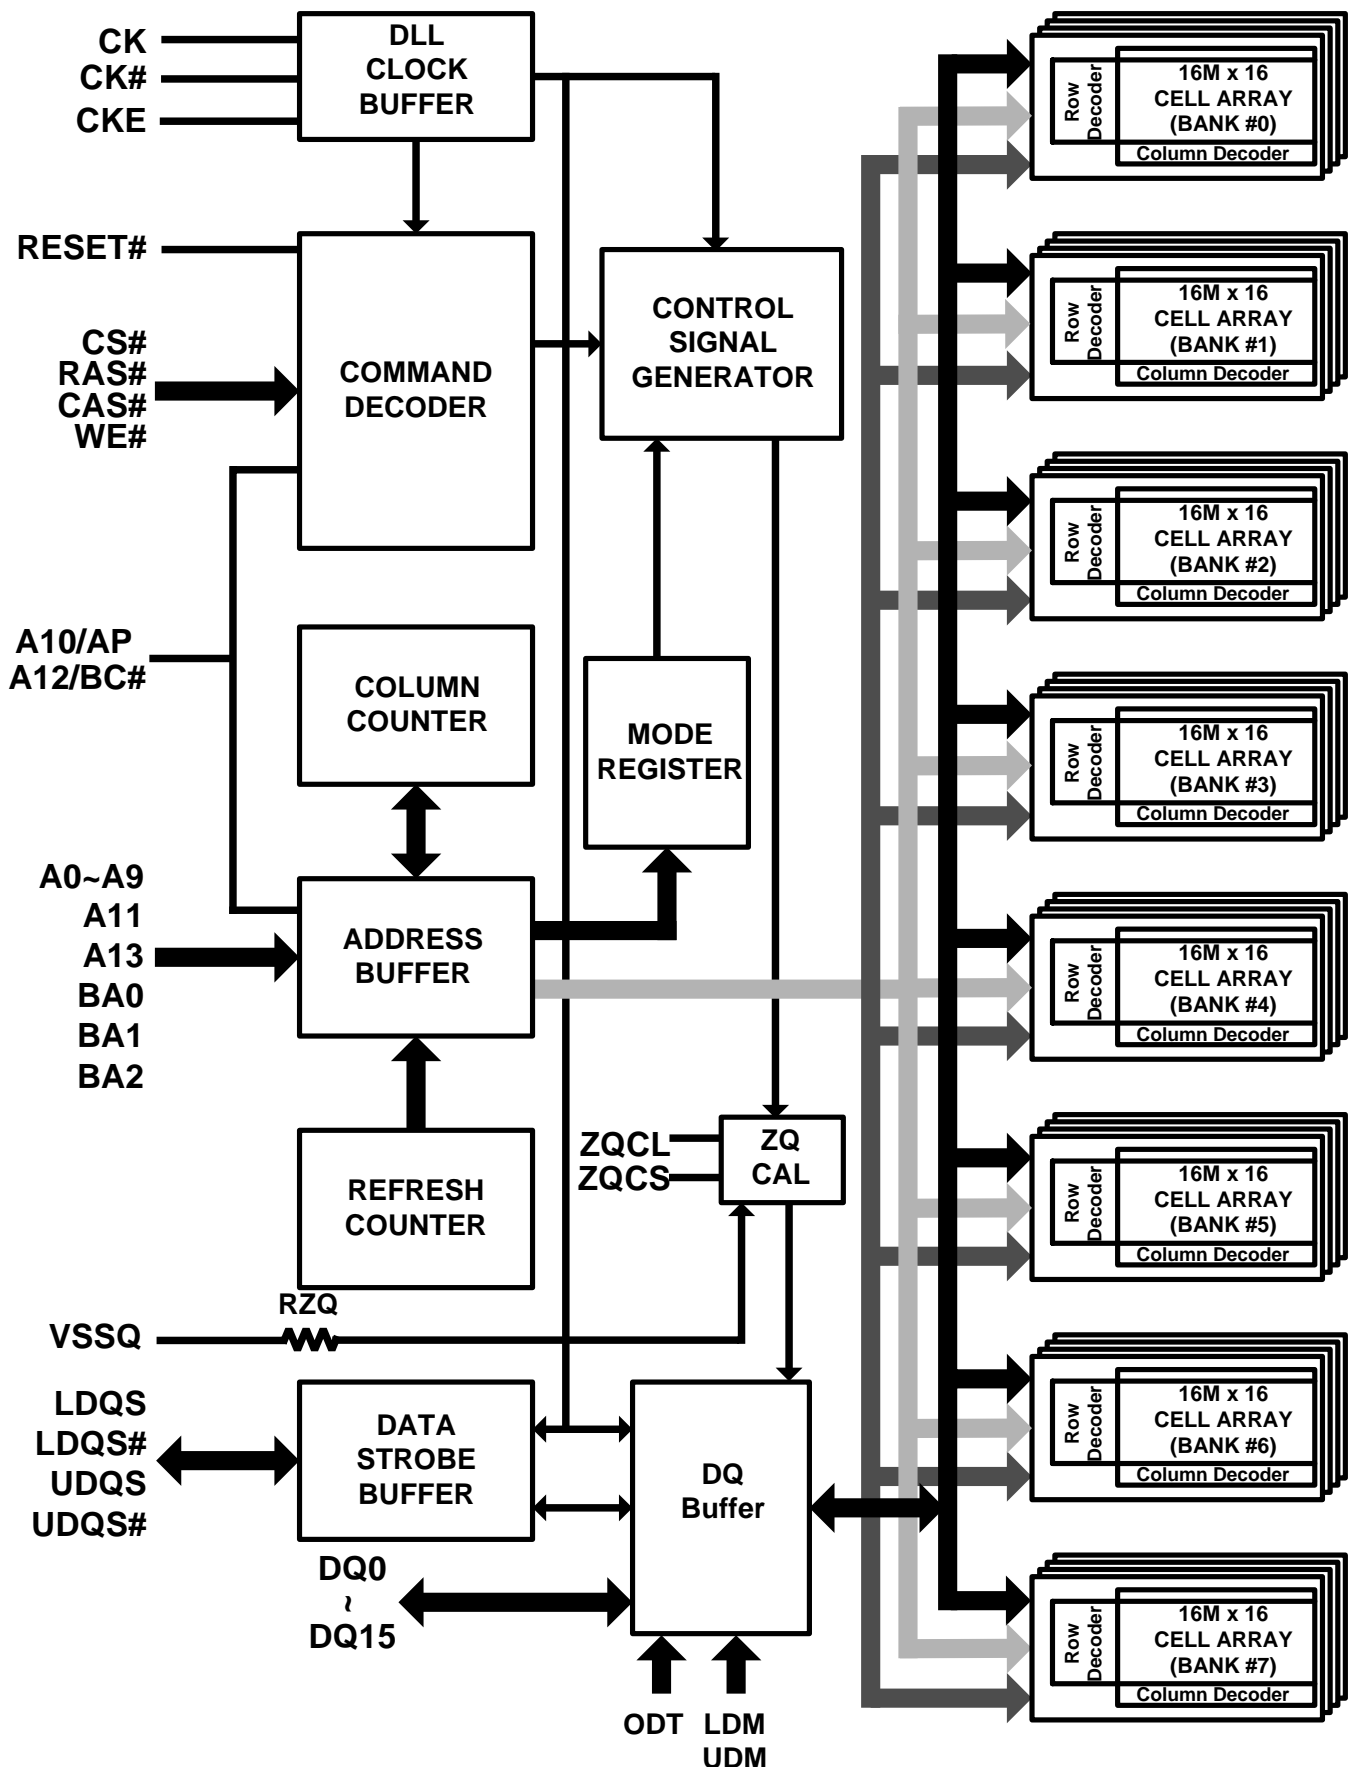 CK
CK#
CKE
DLL
CLOCK
BUFFER
RESET#
CS#
RAS#
CAS#
WE#
COMMAND
DECODER
CONTROL
SIGNAL
GENERATOR
A10/AP
A12/BC#
COLUMN
COUNTER
MODE
REGISTER
A0~A9
A11
A13
BA0
BA1
BA2
ADDRESS
BUFFER
REFRESH
COUNTER
ZQCL
ZQCS
ZQ
CAL
RZQ
VSSQ
LDQS
LDQS#
UDQS
UDQS#
DATA
STROBE
BUFFER
DQ
Buffer
DQ0
~
DQ15
ODT
LDM
UDM
Row
Decoder
16M x 16
CELL ARRAY
(BANK #0)
Column Decoder
Row
Decoder
16M x 16
CELL ARRAY
(BANK #1)
Column Decoder
Row
Decoder
16M x 16
CELL ARRAY
(BANK #2)
Column Decoder
Row
Decoder
16M x 16
CELL ARRAY
(BANK #3)
Column Decoder
Row
Decoder
16M x 16
CELL ARRAY
(BANK #4)
Column Decoder
Row
Decoder
16M x 16
CELL ARRAY
(BANK #5)
Column Decoder
Row
Decoder
16M x 16
CELL ARRAY
(BANK #6)
Column Decoder
Row
Decoder
16M x 16
CELL ARRAY
(BANK #7)
Column Decoder